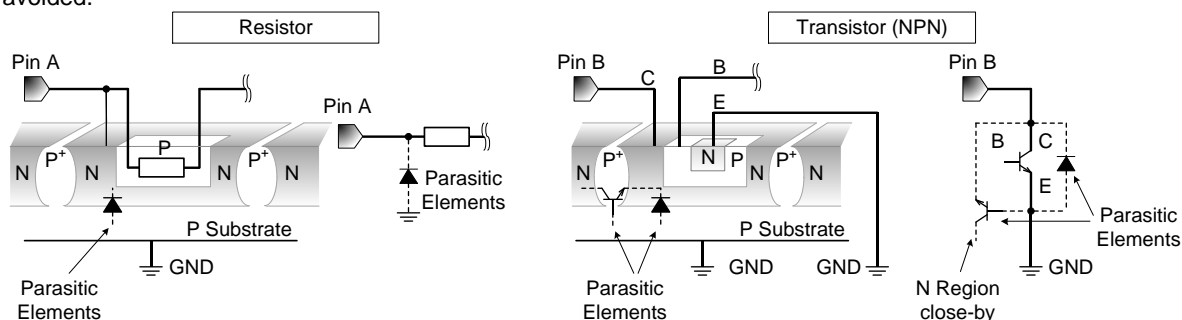 avoided.
Resistor
Transistor (NPN)
Pin A
Pin A
P
N
P+
N
P+
N
N
Parasitic
Elements
P Substrate
GND
Parasitic
Elements
Pin B
C
B
E
N
P+
N
N
P
P+
N
N
P Substrate
GND
GND
Parasitic
Elements
Pin B
B
C
E
Parasitic
Elements
GND
N Region
close-by